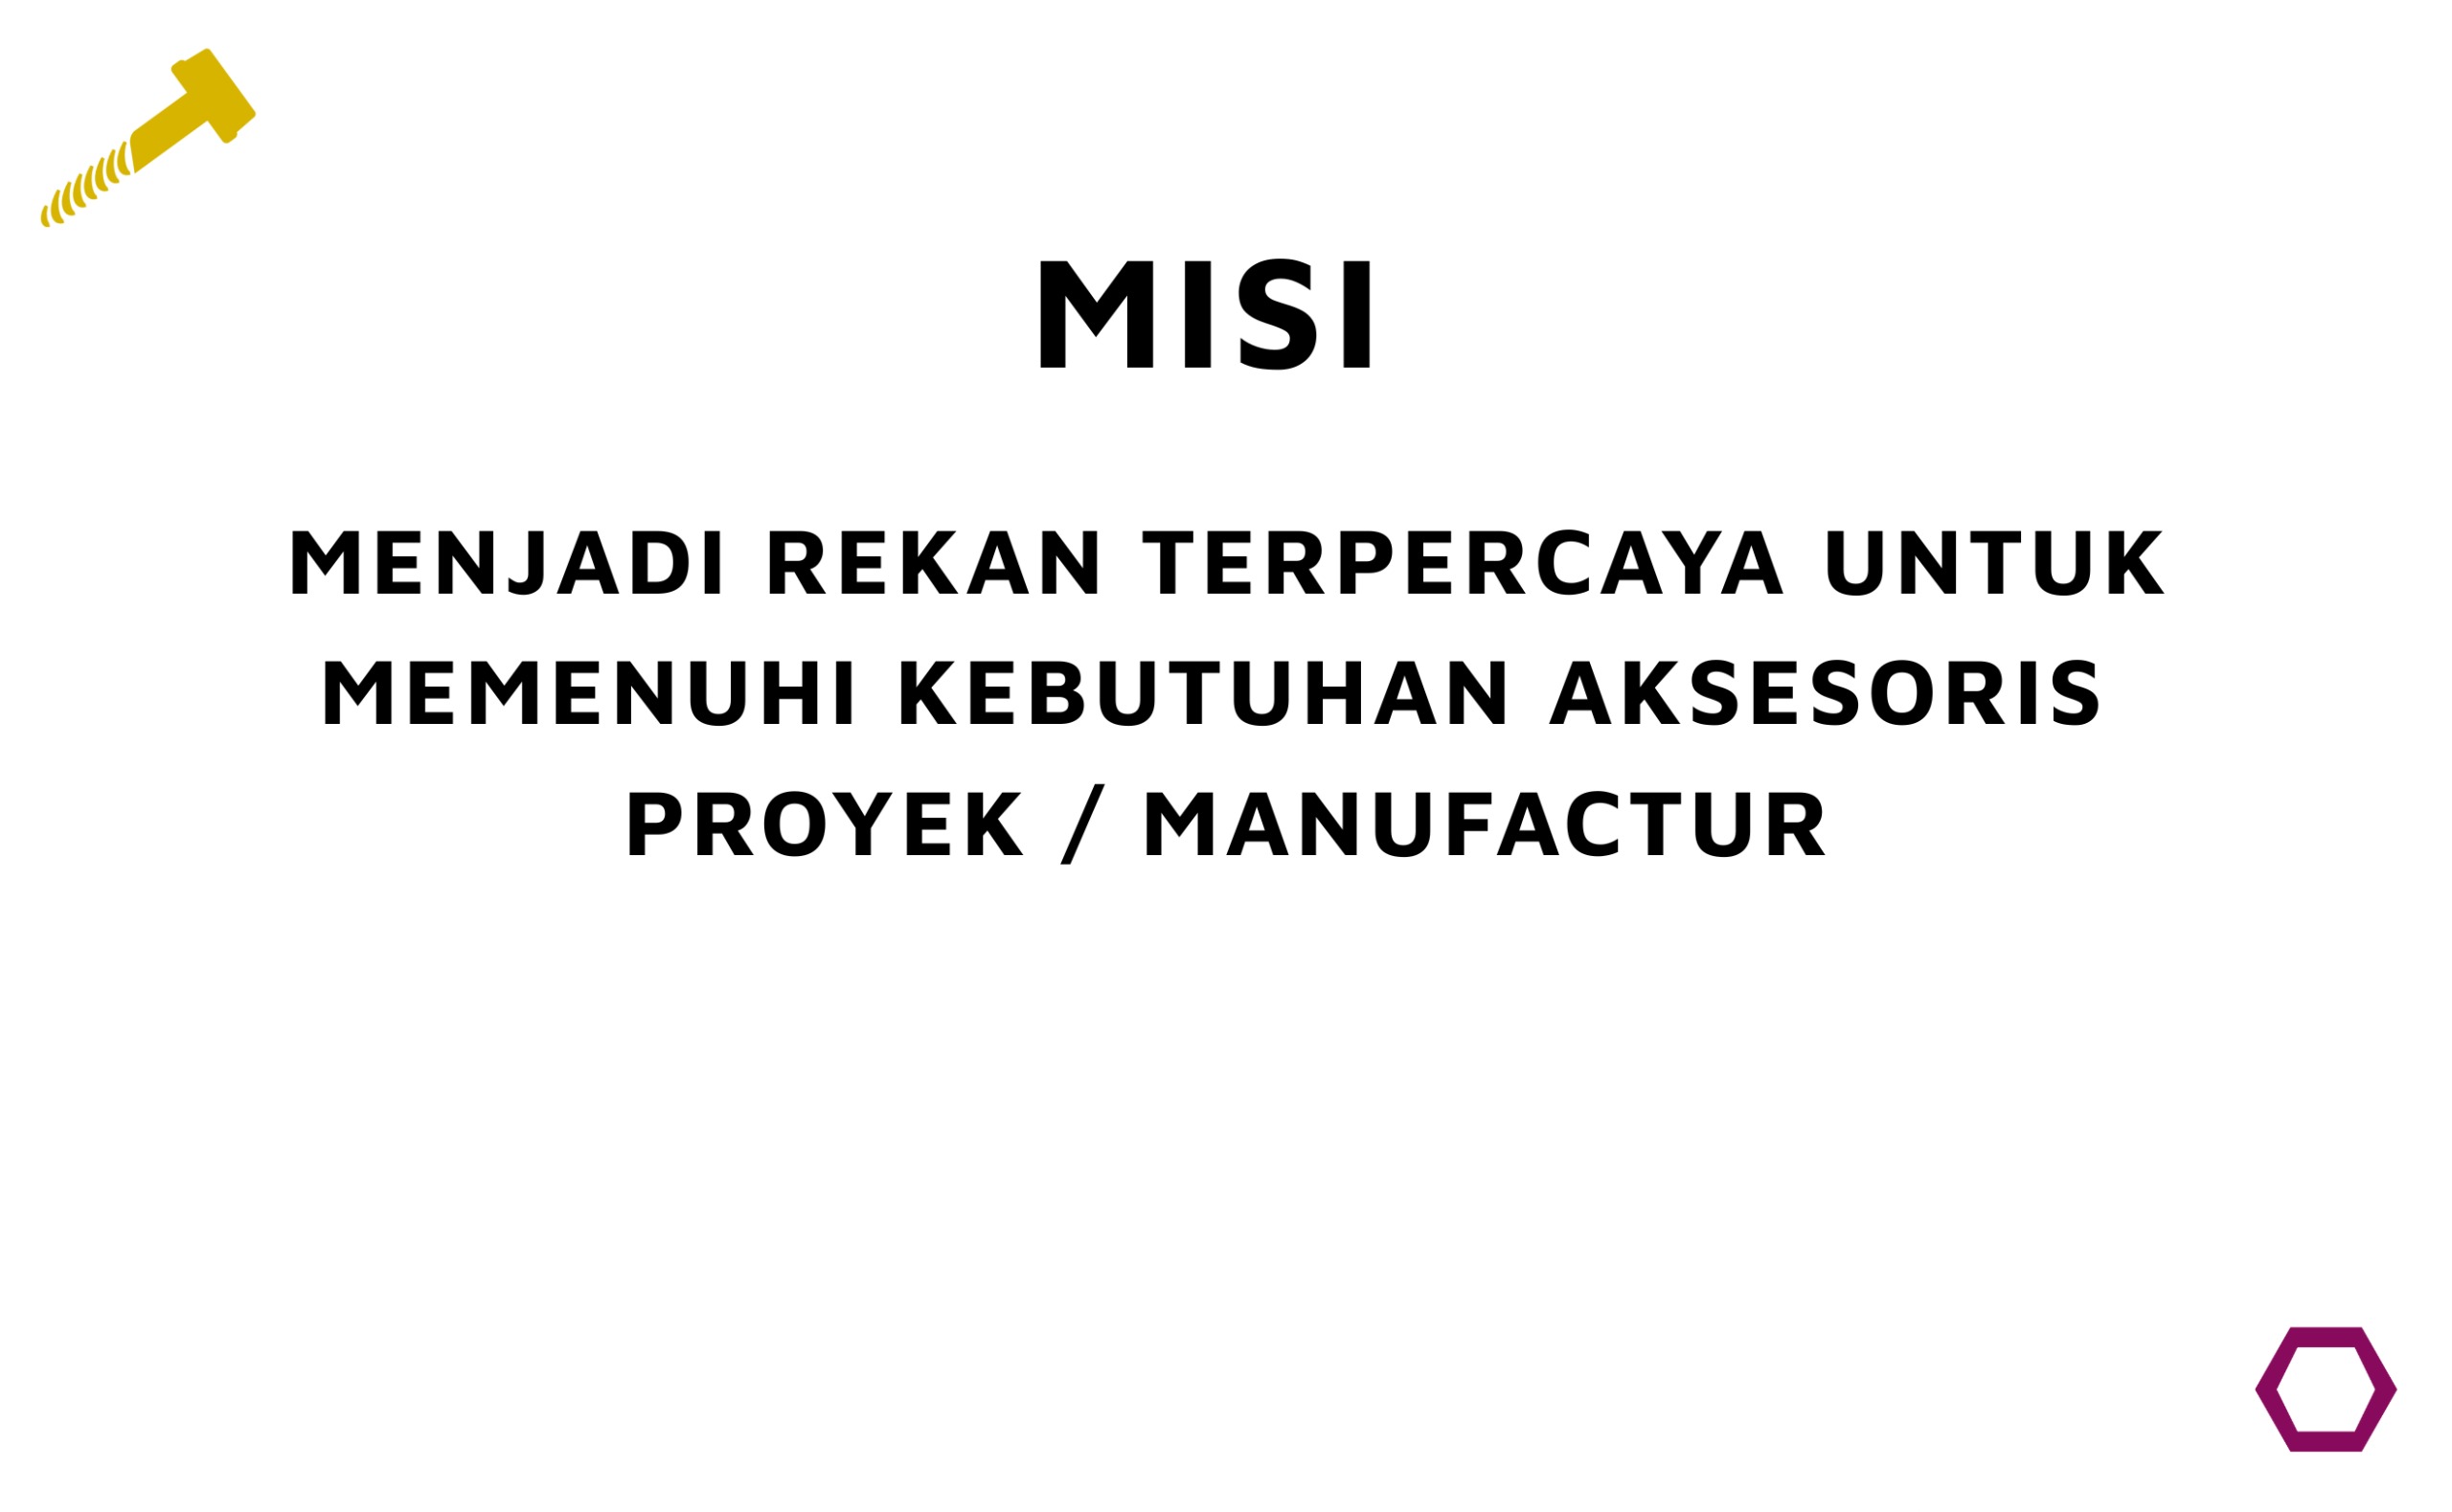 MISI
MENJADI REKAN TERPERCAYA UNTUK
MEMENUHI KEBUTUHAN AKSESORIS
PROYEK / MANUFACTUR